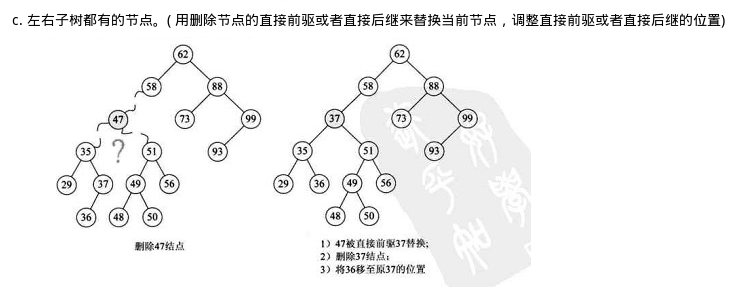 c. 左右子树都有的节点。( 用删除节点的直接前驱或者直接后继来替换当前节点，调整直接前驱或者直接后继的位置)
62 62
58 88 58 88
47 73 99 37 73 99
35 ? 51 93 35 51 93
29 37 49 56 29 36 49 56
36 48 50 48 50
删除47结点
1）47被直接前驱37替换;
2）删除37结点;
3）将36移至原37的位置